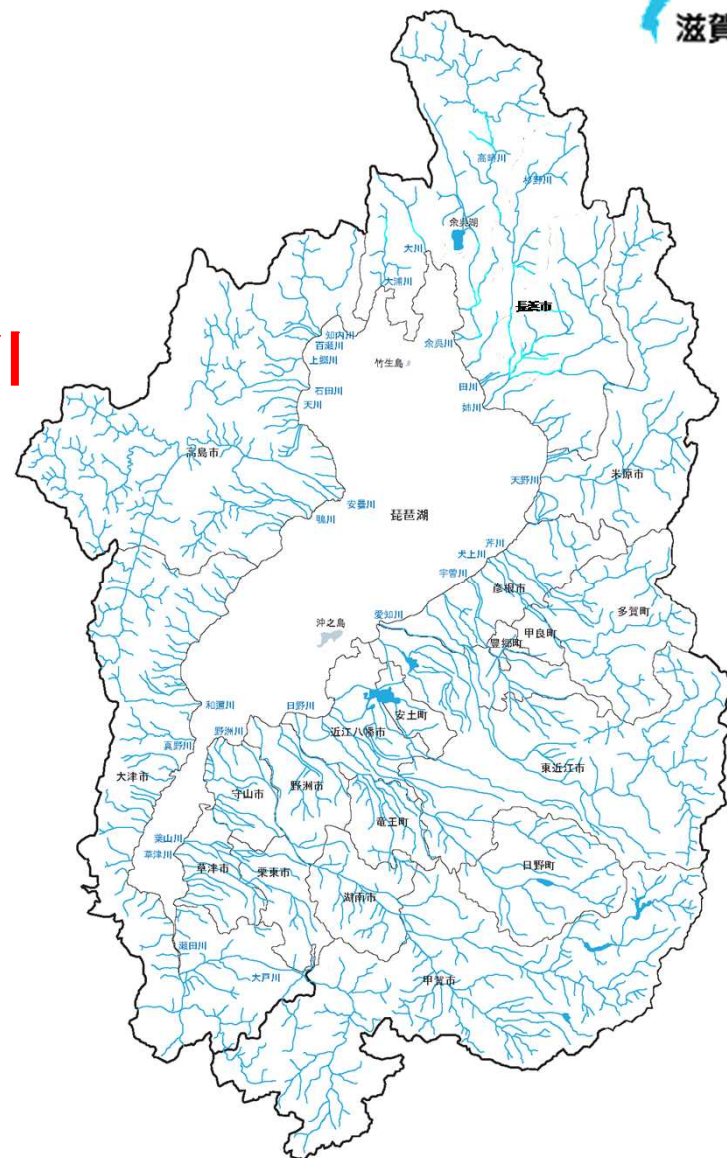 滋賀
高時川
杉野川
余呉湖
大川
大浦川
長浜市
知内川
百瀬川
余呉川
上郷川
竹生島
石田川
田川
天川
姉川
高島市
米原市
天野川
安曇川
琵琶湖
鴨川
芹川
犬上川
宇曽川
彦根市
多賀町
愛知川
沖之島
甲良町
豊郷町
和邇川
日野川
安土町
野洲川
近江八幡市
真野川
東近江市
大津市
野洲市
守山市
竜王町
葉山川
草津川
日野町
草津市
栗東市
湖南市
瀬田川
大戸川
甲賀市